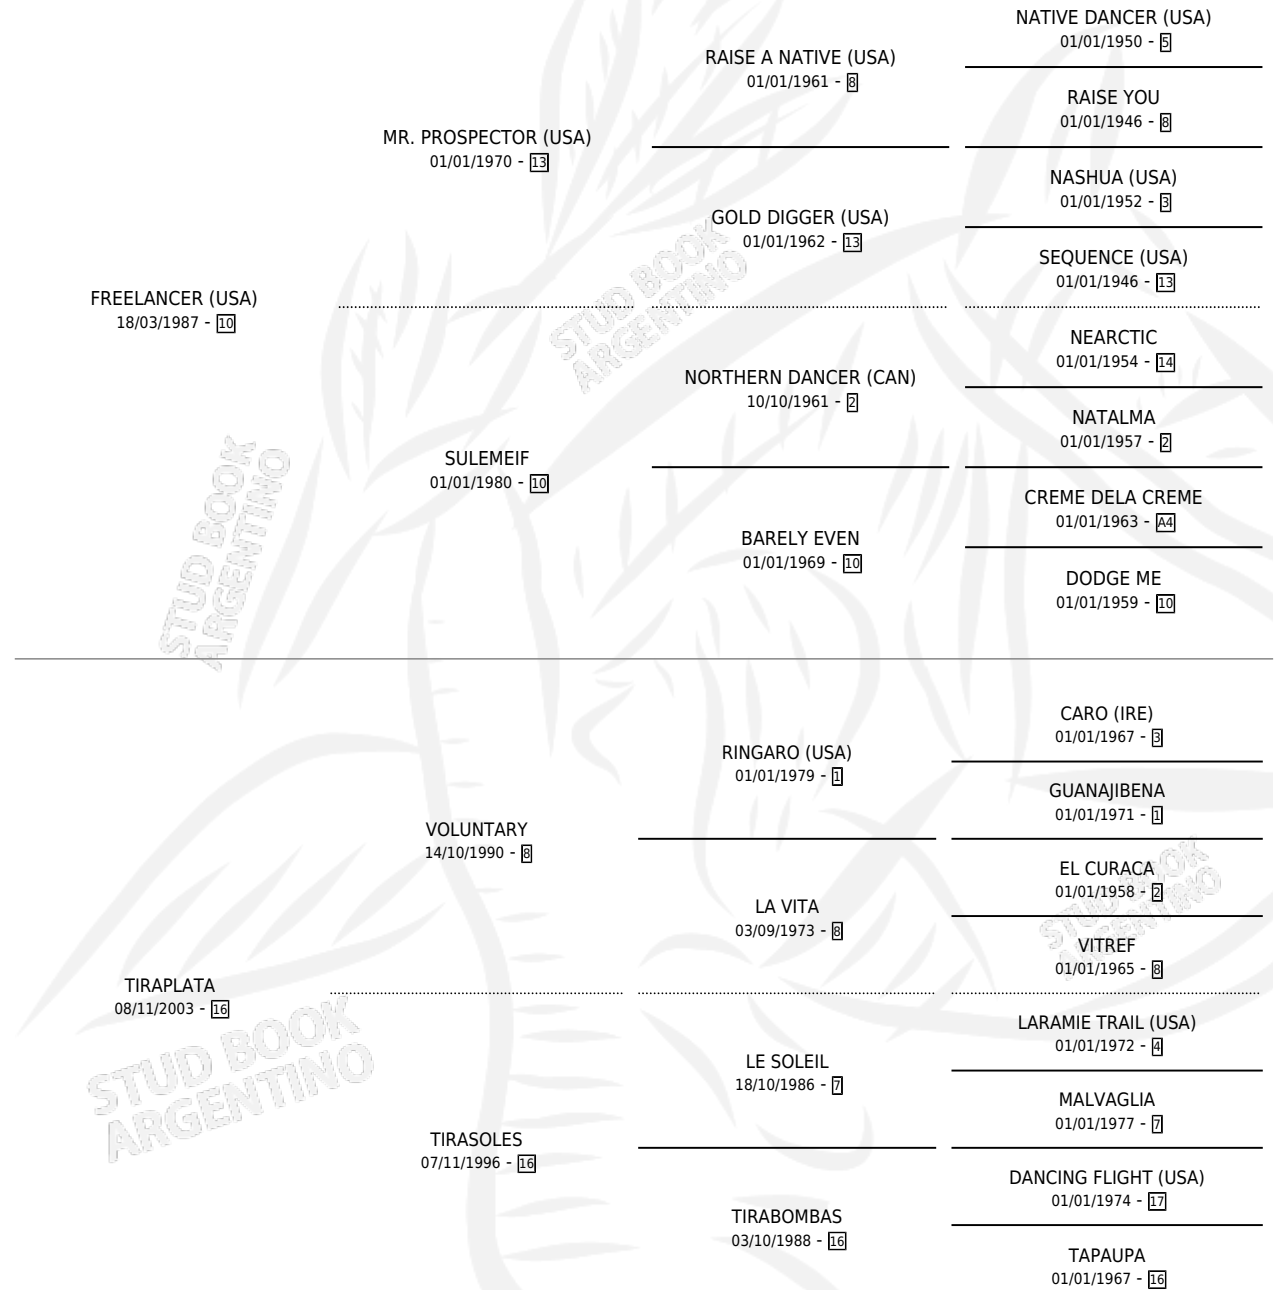 NATIVE DANCER (USA)
01/01/1950 - 5
RAISE A NATIVE (USA)
01/01/1961 - 8
RAISE YOU
01/01/1946 - 8
MR. PROSPECTOR (USA)
01/01/1970 - 13
NASHUA (USA)
01/01/1952 - 3
GOLD DIGGER (USA)
01/01/1962 - 13
SEQUENCE (USA)
01/01/1946 - 13
FREELANCER (USA)
18/03/1987 - 10
NEARCTIC
01/01/1954 - 14
NORTHERN DANCER (CAN)
10/10/1961 - 2
NATALMA
01/01/1957 - 2
SULEMEIF
01/01/1980 - 10
CREME DELA CREME
01/01/1963 - A4
BARELY EVEN
01/01/1969 - 10
DODGE ME
01/01/1959 - 10
CARO (IRE)
01/01/1967 - 3
RINGARO (USA)
01/01/1979 - 1
GUANAJIBENA
01/01/1971 - 1
VOLUNTARY
14/10/1990 - 8
EL CURACA
01/01/1958 - 2
LA VITA
03/09/1973 - 8
VITREF
01/01/1965 - 8
TIRAPLATA
08/11/2003 - 16
LARAMIE TRAIL (USA)
01/01/1972 - 4
LE SOLEIL
18/10/1986 - 7
MALVAGLIA
01/01/1977 - 7
TIRASOLES
07/11/1996 - 16
DANCING FLIGHT (USA)
01/01/1974 - 17
TIRABOMBAS
03/10/1988 - 16
TAPAUPA
01/01/1967 - 16
STUD BOOK
ARGENTINO
STUD BOOK
ARGENTINO
STUD BOOK
ARGENTINO
STUD BOOK
ARGENTINO